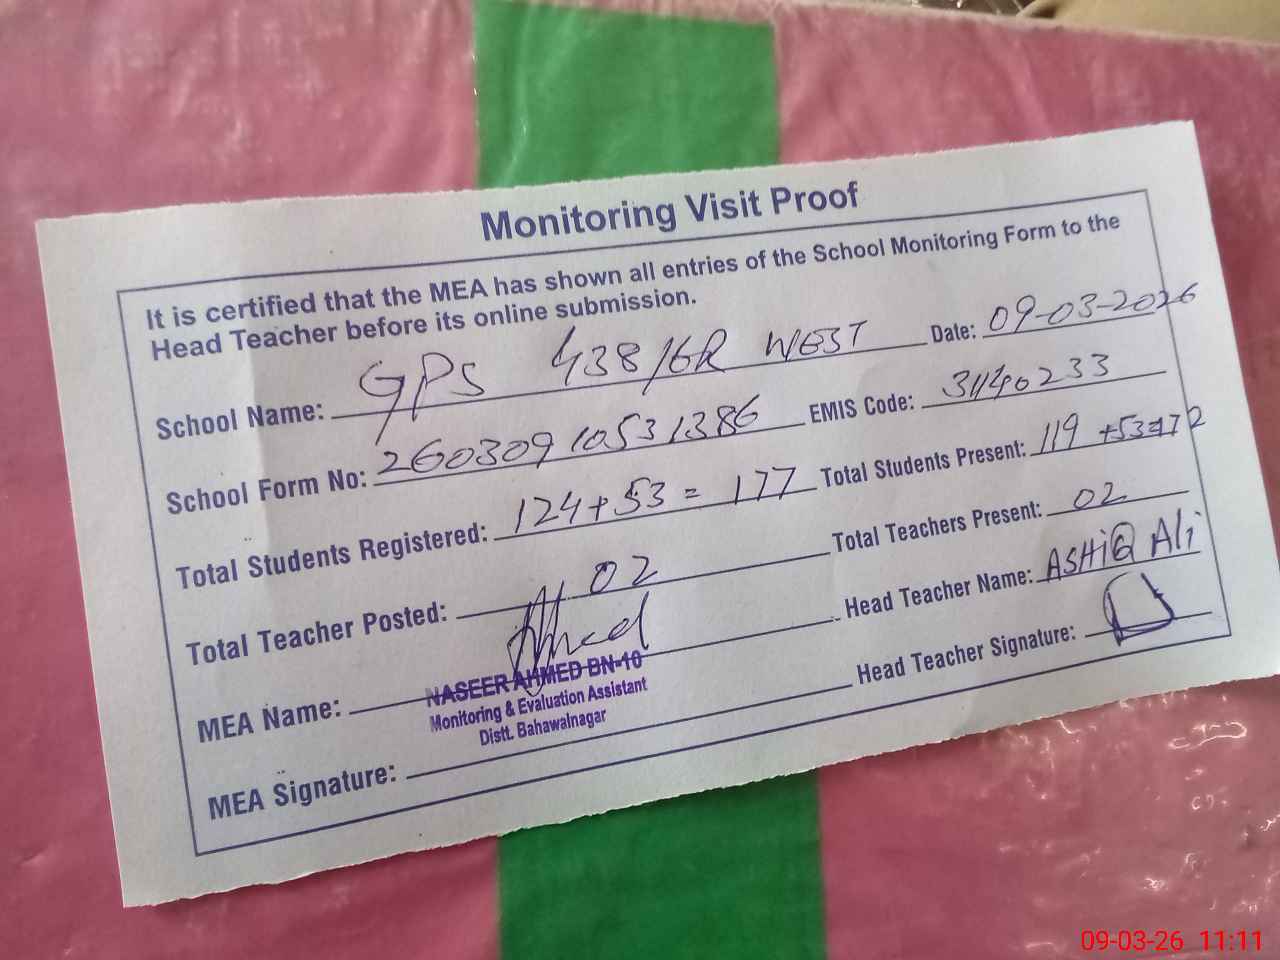 Monitoring Visit Proof
It is certified that the MEA has shown all entries of the School Monitoring Form to the
Head Teacher before its online submission.
School Name: GPS 438/6R WEST Date: 09-03-2026
School Form No: 26030910531386 EMIS Code: 31140233
Total Students Registered: 124+53=177 Total Students Present: 119+53=172
Total Teacher Posted: 02 Total Teachers Present: 02
MEA Name: Head Teacher Name: ASHiQ Ali
NASEER AHMED BN-10
Monitoring & Evaluation Assistant
Distt. Bahawalnagar
MEA Signature: Head Teacher Signature:
09-03-26 11:11